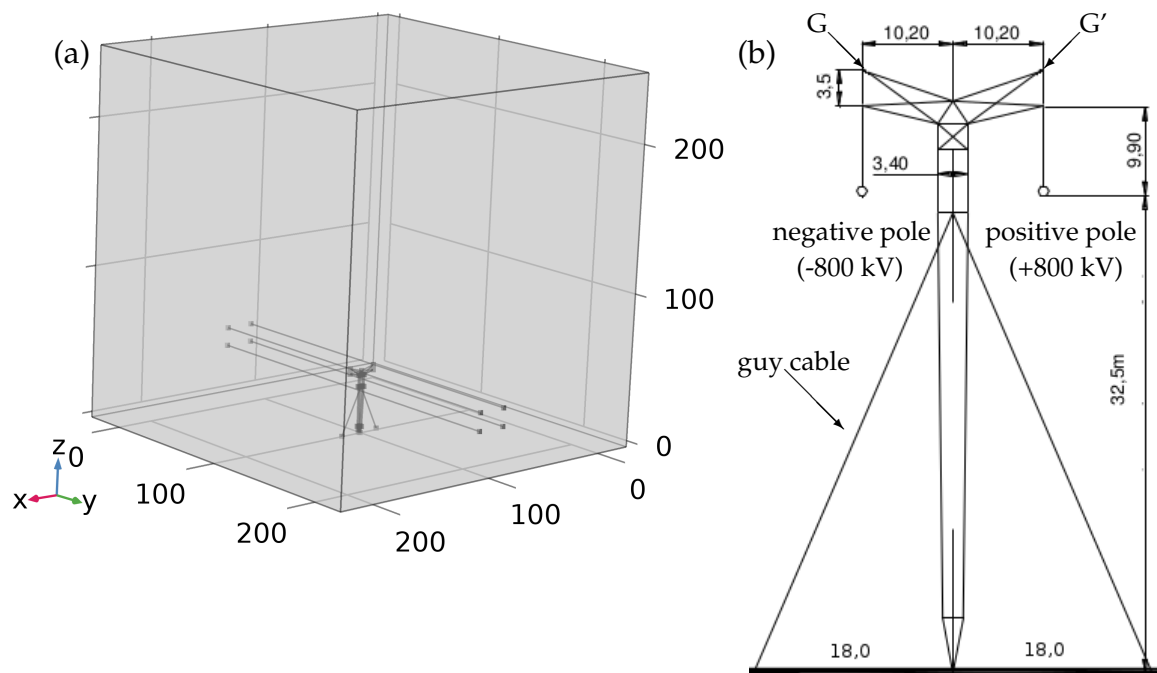 (a)
200
100
0
0
100
200
z
0
x
y
100
200
(b)
G
10,20
10,20
G′
3,5
9,90
3,40
negative pole
(-800 kV)
positive pole
(+800 kV)
guy cable
32,5m
18,0
18,0